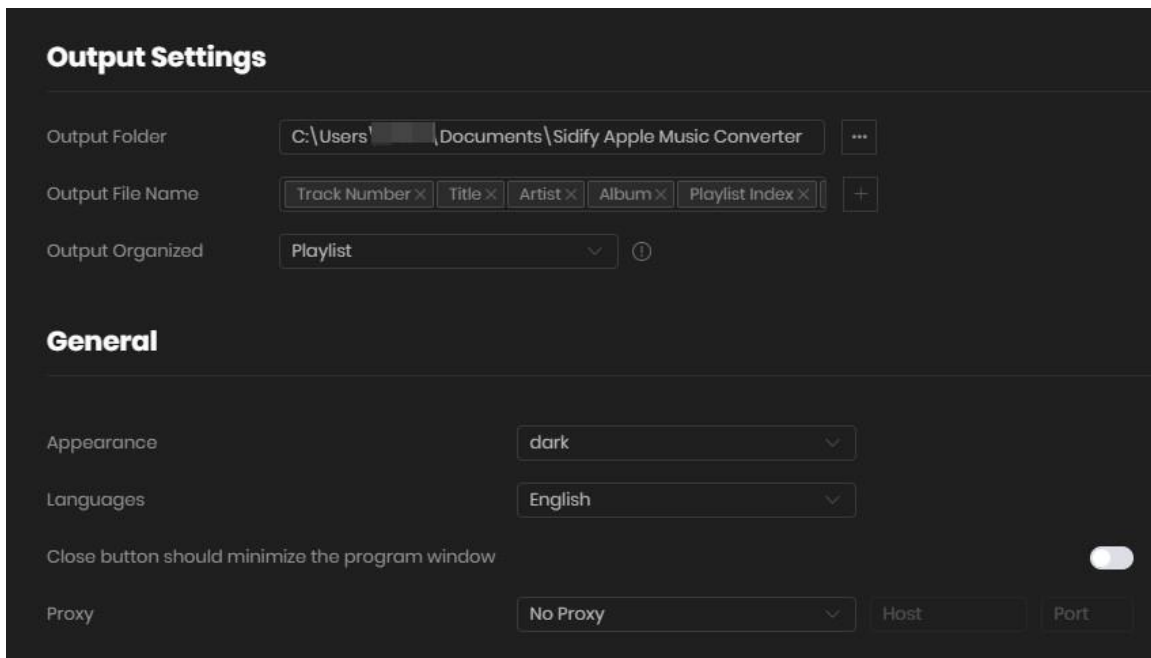 Output Settings
Output Folder C:\Users\ \Documents\Sidify Apple Music Converter ...
Output File Name Track Number× Title× Artist× Album× Playlist Index× +
Output Organized Playlist
General
Appearance dark
Languages English
Close button should minimize the program window
Proxy No Proxy Host Port